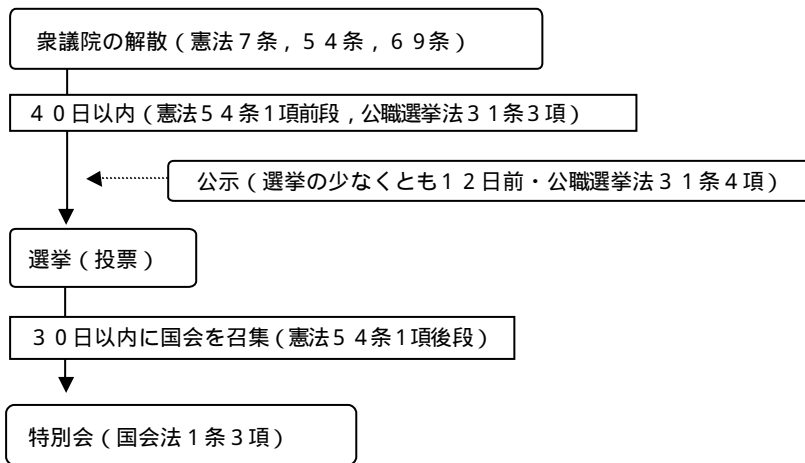 衆議院の解散（憲法7条，５４条，６９条）
４０日以内（憲法５４条１項前段，公職選挙法３１条３項）
公示（選挙の少なくとも１２日前・公職選挙法３１条４項）
選挙（投票）
３０日以内に国会を召集（憲法５４条１項後段）
特別会（国会法１条３項）